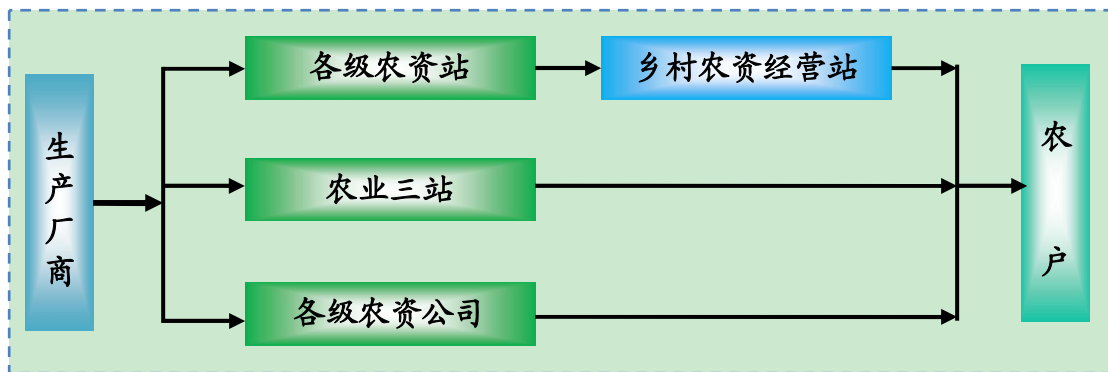 生产厂商
各级农资站
乡村农资经营站
农业三站
各级农资公司
农户